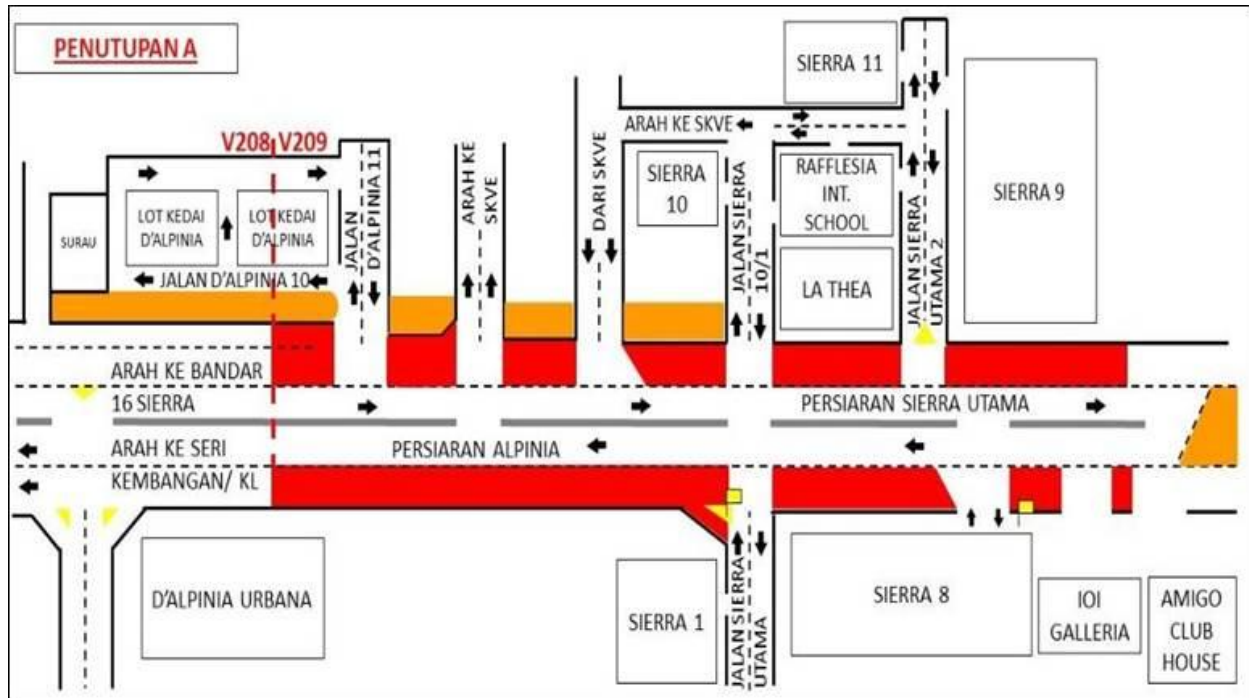 PENUTUPAN A
V208 V209
SURAU
LOT KEDAI
D'ALPINIA
LOT KEDAI
D'ALPINIA
JALAN D'ALPINIA 10
JALAN
D'ALPINIA 11
ARAH KE
SKVE
DARI SKVE
ARAH KE SKVE
SIERRA
10
JALAN SIERRA
10/1
SIERRA 11
RAFFLESIA
INT.
SCHOOL
LA THEA
JALAN SIERRA
UTAMA 2
SIERRA 9
ARAH KE BANDAR
16 SIERRA
PERSIARAN SIERRA UTAMA
ARAH KE SERI
KEMBANGAN/ KL
PERSIARAN ALPINIA
D'ALPINIA URBANA
SIERRA 1
JALAN SIERRA
UTAMA
SIERRA 8
IOI
GALLERIA
AMIGO
CLUB
HOUSE